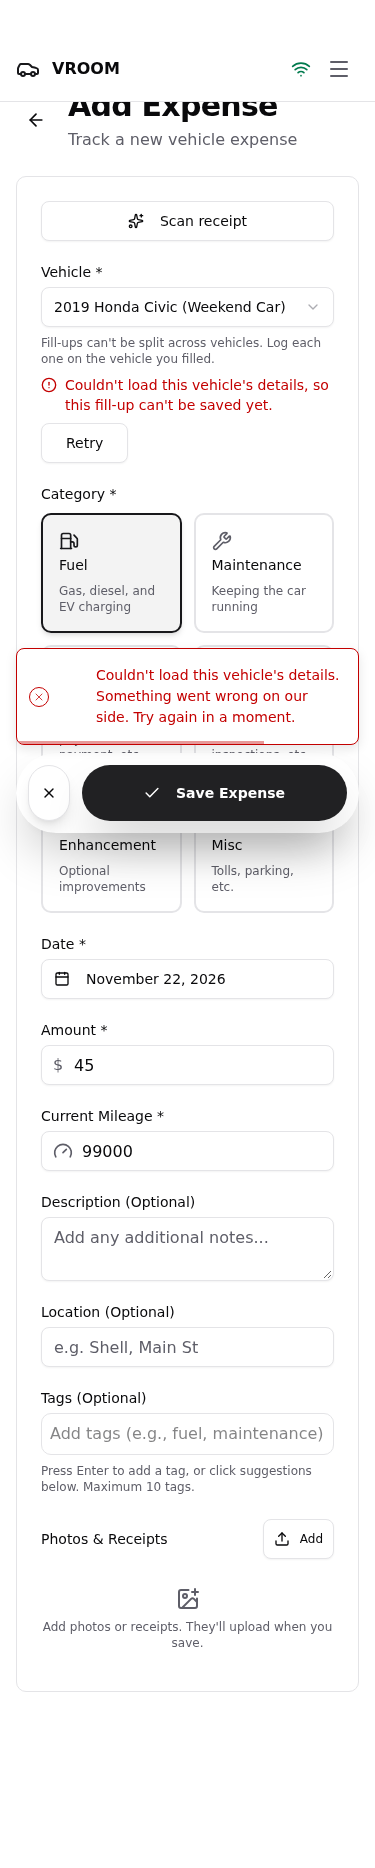 VROOM
Add Expense
Track a new vehicle expense
Scan receipt
Vehicle *
2019 Honda Civic (Weekend Car)
Fill-ups can't be split across vehicles. Log each
one on the vehicle you filled.
Couldn't load this vehicle's details, so
this fill-up can't be saved yet.
Retry
Category *
Fuel
Gas, diesel, and
EV charging
Maintenance
Keeping the car
running
Couldn't load this vehicle's details.
Something went wrong on our
side. Try again in a moment.
Save Expense
Enhancement
Optional
improvements
Misc
Tolls, parking,
etc.
Date *
November 22, 2026
Amount *
$ 45
Current Mileage *
99000
Description (Optional)
Add any additional notes...
Location (Optional)
e.g. Shell, Main St
Tags (Optional)
Add tags (e.g., fuel, maintenance)
Press Enter to add a tag, or click suggestions
below. Maximum 10 tags.
Photos & Receipts
Add
Add photos or receipts. They'll upload when you
save.